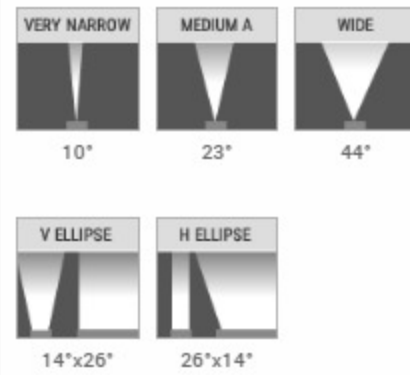 VERY NARROW
MEDIUM A
WIDE
10°
23°
44°
V ELLIPSE
H ELLIPSE
14°x26°
26°x14°